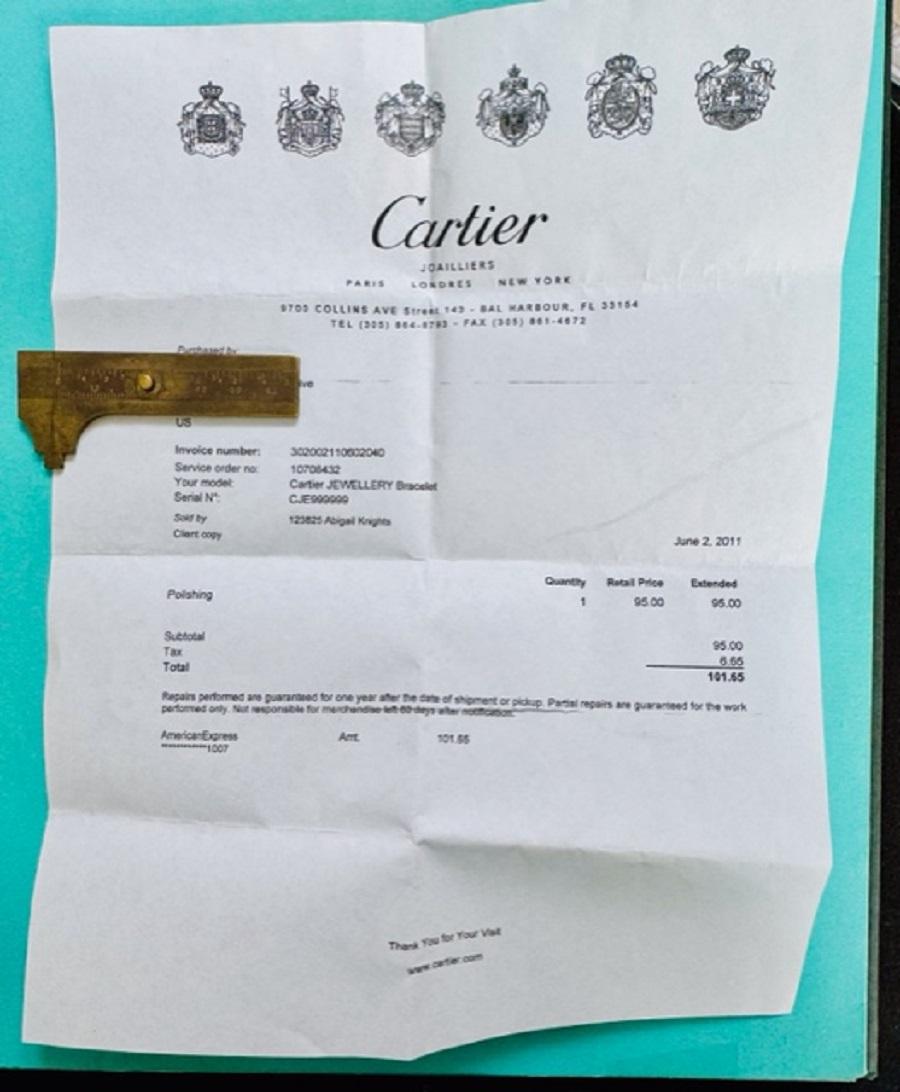 Cartier
JOAILLIERS
PARIS LONDRES NEW YORK
9700 COLLINS AVE Street 143 - BAL HARBOUR, FL 33154
TEL (305) 864-8793 - FAX (305) 861-4672
Purchased by
ive
US
Invoice number: 302002110602040
Service order no: 10706432
Your model: Cartier JEWELLERY Bracelet
Serial N°: CJE999999
Sold by 123825 Abigail Knights
Client copy
June 2, 2011
Quantity Retail Price Extended
Polishing 1 95.00 95.00
Subtotal 95.00
Tax 6.65
Total 101.65
Repairs performed are guaranteed for one year after the date of shipment or pickup. Partial repairs are guaranteed for the work
performed only. Not responsible for merchandise left 60 days after notification.
AmericanExpress Amt. 101.65
************1007
Thank You for Your Visit
www.cartier.com